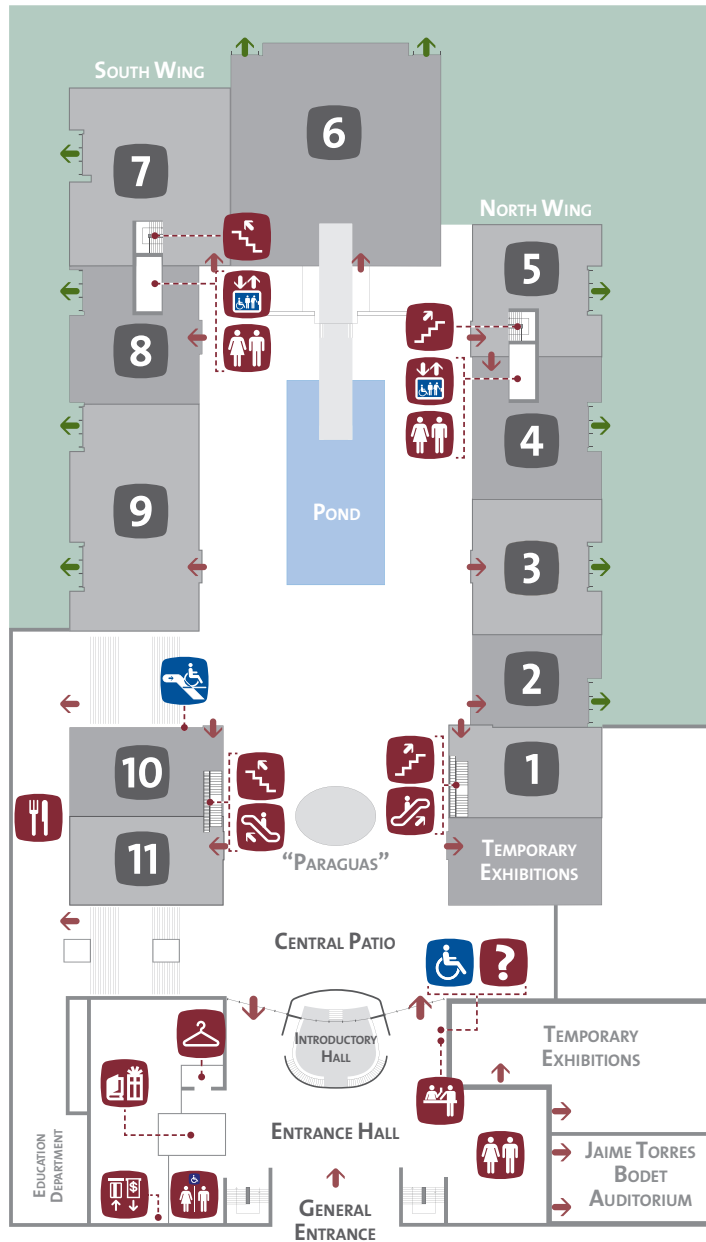 SOUTH WING
6
7
NORTH WING
5
8
4
9
POND
3
2
10
1
11
"PARAGUAS"
TEMPORARY
EXHIBITIONS
CENTRAL PATIO
?
INTRODUCTORY
HALL
TEMPORARY
EXHIBITIONS
ENTRANCE HALL
EDUCATION
DEPARTMENT
JAIME TORRES
BODET
AUDITORIUM
$
GENERAL
ENTRANCE